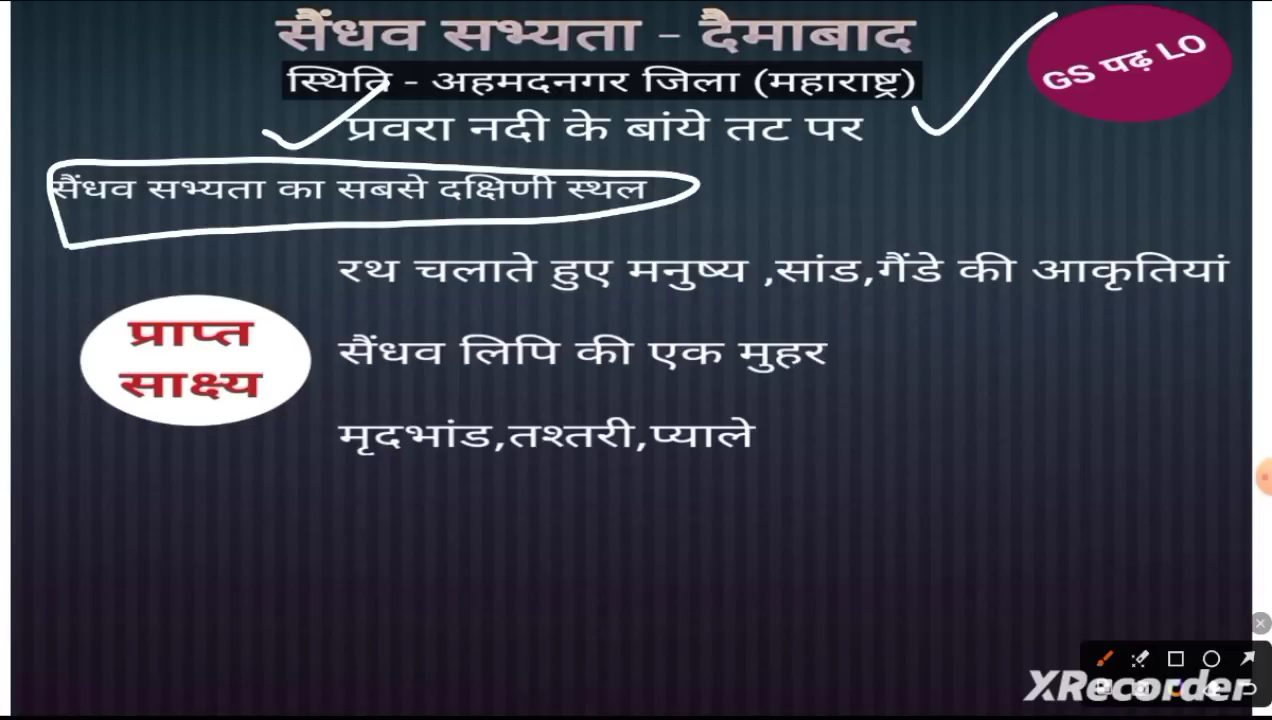 सैंधव सभ्यता - दैमाबाद
स्थिति - अहमदनगर जिला (महाराष्ट्र)
GS पढ़ LO
प्रवरा नदी के बांये तट पर
सैंधव सभ्यता का सबसे दक्षिणी स्थल
रथ चलाते हुए मनुष्य ,सांड,गैंडे की आकृतियां
प्राप्त
साक्ष्य
सैंधव लिपि की एक मुहर
मृदभांड,तश्तरी,प्याले
XRecorder